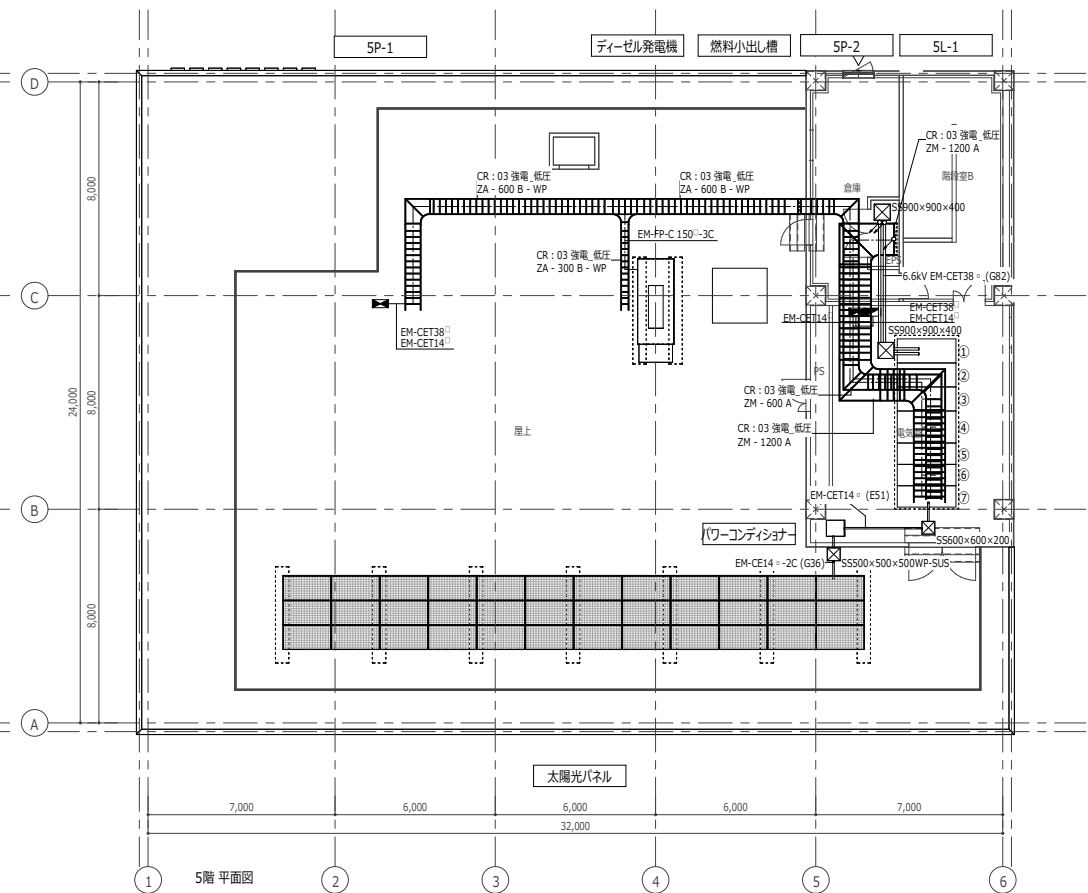 5P-1
ディーゼル発電機
燃料小出し槽
5P-2
5L-1
D
CR : 03 強電_低圧
ZM - 1200 A
CR : 03 強電_低圧
ZA - 600 B - WP
CR : 03 強電_低圧
ZA - 600 B - WP
階段室B
倉庫
8,000
SS900×900×400
EM-FP-C 150□-3C
CR : 03 強電_低圧
ZA - 300 B - WP
EPS
6.6kV EM-CET38□ (G82)
C
EM-CET38□
EM-CET14□
EM-CET14□
EM-CET38□
EM-CET14□
SS900×900×400
①
PS
②
CR : 03 強電_低圧
ZM - 600 A
③
24,000
8,000
CR : 03 強電_低圧
ZM - 1200 A
屋上
電気室
④
⑤
⑥
⑦
EM-CET14□ (E51)
B
パワーコンディショナー
SS600×600×200
EM-CE14□-2C (G36)
SS500×500×500WP-SUS
8,000
A
太陽光パネル
7,000
6,000
6,000
6,000
7,000
32,000
5階 平面図
1
2
3
4
5
6